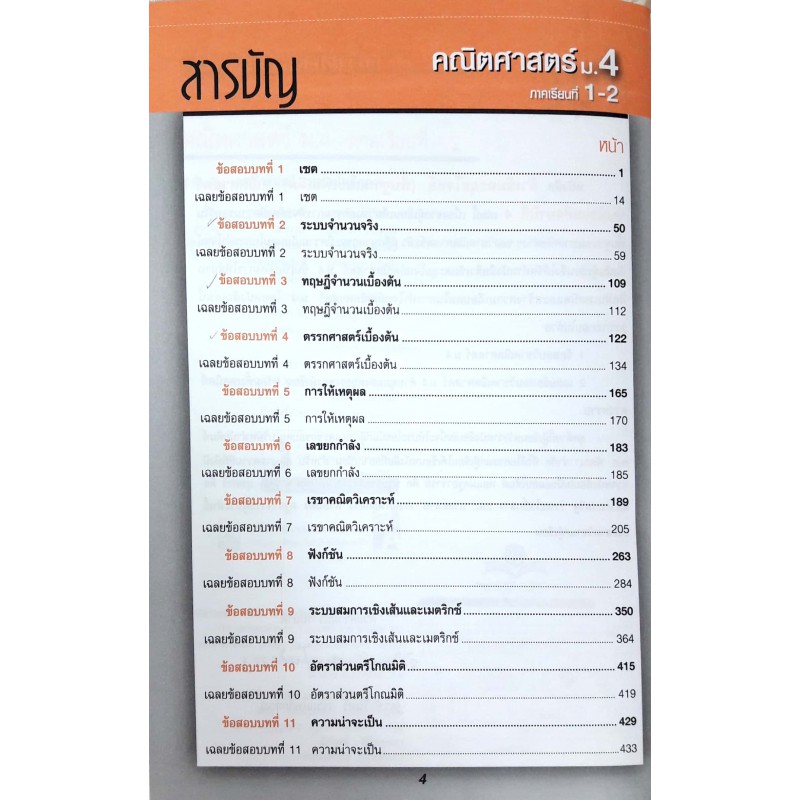 สารบัญ
คณิตศาสตร์ ม.4
ภาคเรียนที่ 1-2
หน้า
ข้อสอบบทที่ 1 เซต 1
เฉลยข้อสอบบทที่ 1 เซต 14
ข้อสอบบทที่ 2 ระบบจำนวนจริง 50
เฉลยข้อสอบบทที่ 2 ระบบจำนวนจริง 59
ข้อสอบบทที่ 3 ทฤษฎีจำนวนเบื้องต้น 109
เฉลยข้อสอบบทที่ 3 ทฤษฎีจำนวนเบื้องต้น 112
ข้อสอบบทที่ 4 ตรรกศาสตร์เบื้องต้น 122
เฉลยข้อสอบบทที่ 4 ตรรกศาสตร์เบื้องต้น 134
ข้อสอบบทที่ 5 การให้เหตุผล 165
เฉลยข้อสอบบทที่ 5 การให้เหตุผล 170
ข้อสอบบทที่ 6 เลขยกกำลัง 183
เฉลยข้อสอบบทที่ 6 เลขยกกำลัง 185
ข้อสอบบทที่ 7 เรขาคณิตวิเคราะห์ 189
เฉลยข้อสอบบทที่ 7 เรขาคณิตวิเคราะห์ 205
ข้อสอบบทที่ 8 ฟังก์ชัน 263
เฉลยข้อสอบบทที่ 8 ฟังก์ชัน 284
ข้อสอบบทที่ 9 ระบบสมการเชิงเส้นและเมตริกซ์ 350
เฉลยข้อสอบบทที่ 9 ระบบสมการเชิงเส้นและเมตริกซ์ 364
ข้อสอบบทที่ 10 อัตราส่วนตรีโกณมิติ 415
เฉลยข้อสอบบทที่ 10 อัตราส่วนตรีโกณมิติ 419
ข้อสอบบทที่ 11 ความน่าจะเป็น 429
เฉลยข้อสอบบทที่ 11 ความน่าจะเป็น 433
4